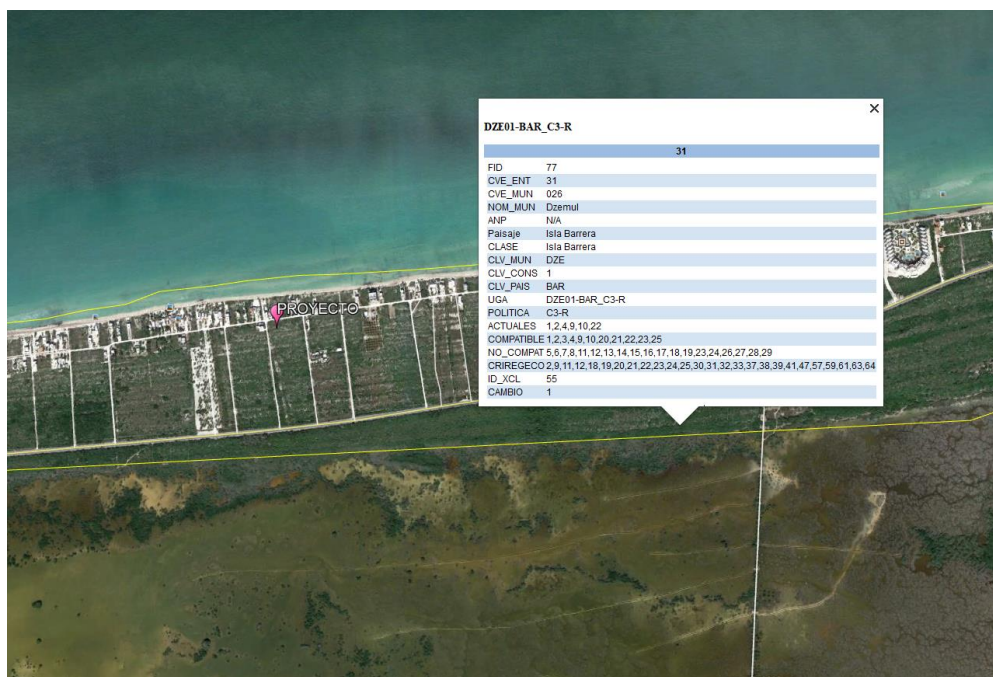 DZE01-BAR_C3-R
31
FID 77
CVE_ENT 31
CVE_MUN 026
NOM_MUN Dzemul
ANP N/A
Paisaje Isla Barrera
CLASE Isla Barrera
CLV_MUN DZE
CLV_CONS 1
CLV_PAIS BAR
UGA DZE01-BAR_C3-R
POLITICA C3-R
ACTUALES 1,2,4,9,10,22
COMPATIBLE 1,2,3,4,9,10,20,21,22,23,25
NO_COMPAT 5,6,7,8,11,12,13,14,15,16,17,18,19,23,24,26,27,28,29
CRIREGECO 2,9,11,12,18,19,20,21,22,23,24,25,30,31,32,33,37,38,39,41,47,57,59,61,63,64
ID_XCL 55
CAMBIO 1
PROYECTO